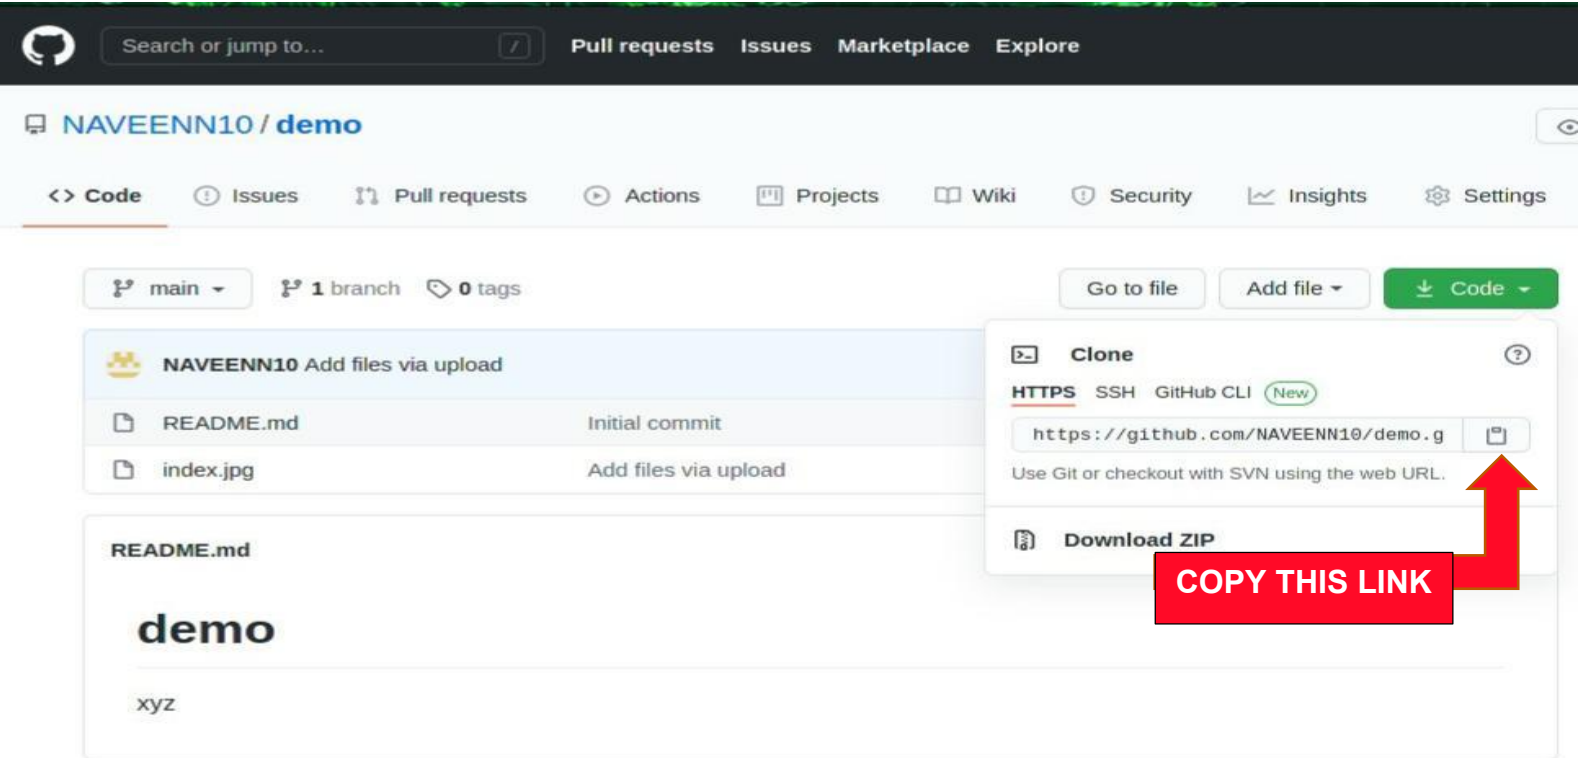 Search or jump to... / Pull requests Issues Marketplace Explore
NAVEENN10 / demo
<> Code Issues Pull requests Actions Projects Wiki Security Insights Settings
main 1 branch 0 tags Go to file Add file Code
NAVEENN10 Add files via upload
README.md Initial commit
index.jpg Add files via upload
Clone
HTTPS SSH GitHub CLI New
https://github.com/NAVEENN10/demo.g
Use Git or checkout with SVN using the web URL.
Download ZIP
COPY THIS LINK
README.md
demo
xyz